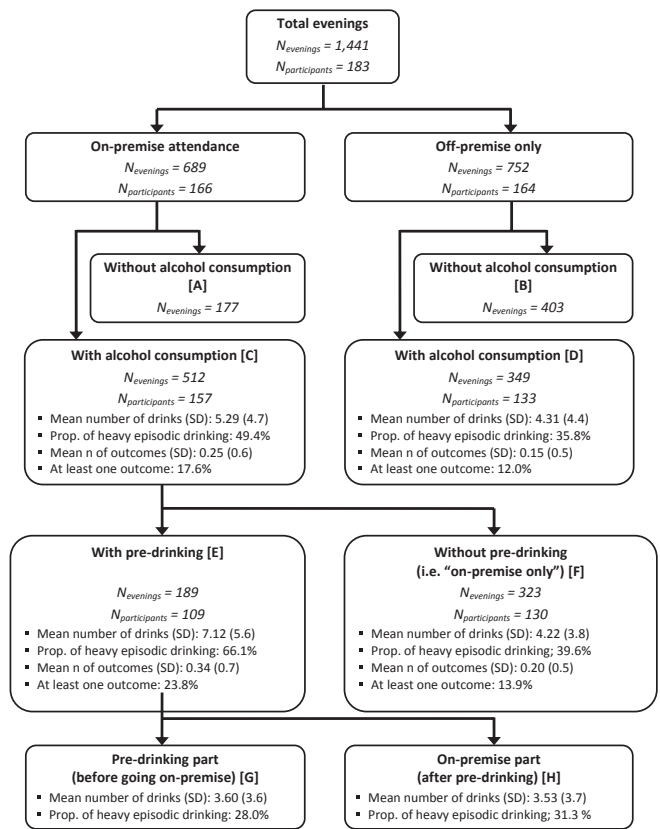 Total evenings
Nevenings = 1,441
Nparticipants = 183
On-premise attendance
Nevenings = 689
Nparticipants = 166
Off-premise only
Nevenings = 752
Nparticipants = 164
Without alcohol consumption
[A]
Nevenings = 177
Without alcohol consumption
[B]
Nevenings = 403
With alcohol consumption [C]
Nevenings = 512
Nparticipants = 157
▪ Mean number of drinks (SD): 5.29 (4.7)
▪ Prop. of heavy episodic drinking: 49.4%
▪ Mean n of outcomes (SD): 0.25 (0.6)
▪ At least one outcome: 17.6%
With alcohol consumption [D]
Nevenings = 349
Nparticipants = 133
▪ Mean number of drinks (SD): 4.31 (4.4)
▪ Prop. of heavy episodic drinking: 35.8%
▪ Mean n of outcomes (SD): 0.15 (0.5)
▪ At least one outcome: 12.0%
With pre-drinking [E]
Nevenings = 189
Nparticipants = 109
▪ Mean number of drinks (SD): 7.12 (5.6)
▪ Prop. of heavy episodic drinking: 66.1%
▪ Mean n of outcomes (SD): 0.34 (0.7)
▪ At least one outcome: 23.8%
Without pre-drinking
(i.e. “on-premise only”) [F]
Nevenings = 323
Nparticipants = 130
▪ Mean number of drinks (SD): 4.22 (3.8)
▪ Prop. of heavy episodic drinking; 39.6%
▪ Mean n of outcomes (SD): 0.20 (0.5)
▪ At least one outcome: 13.9%
Pre-drinking part
(before going on-premise) [G]
▪ Mean number of drinks (SD): 3.60 (3.6)
▪ Prop. of heavy episodic drinking: 28.0%
On-premise part
(after pre-drinking) [H]
▪ Mean number of drinks (SD): 3.53 (3.7)
▪ Prop. of heavy episodic drinking; 31.3 %